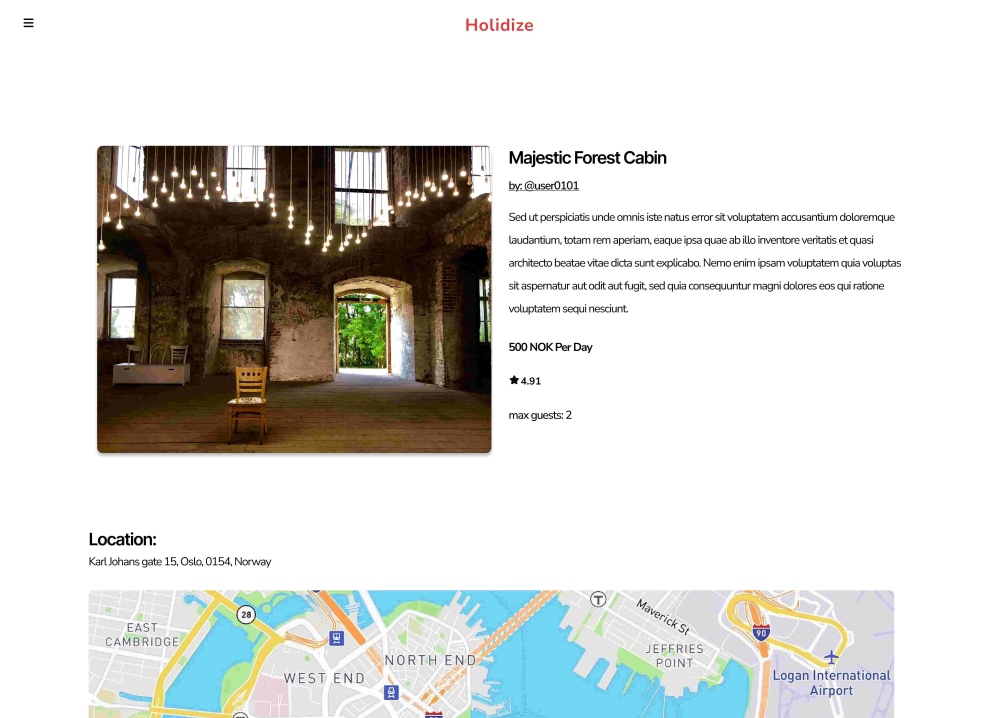 Holidize
Majestic Forest Cabin
by: @user0101
Sed ut perspiciatis unde omnis iste natus error sit voluptatem accusantium doloremque
laudantium, totam rem aperiam, eaque ipsa quae ab illo inventore veritatis et quasi
architecto beatae vitae dicta sunt explicabo. Nemo enim ipsam voluptatem quia voluptas
sit aspernatur aut odit aut fugit, sed quia consequuntur magni dolores eos qui ratione
voluptatem sequi nesciunt.
500 NOK Per Day
4.91
max guests: 2
Location:
Karl Johans gate 15, Oslo, 0154, Norway
28
T
Maverick St
90
EAST
CAMBRIDGE
NORTH END
JEFFRIES
POINT
WEST END
Logan International
Airport